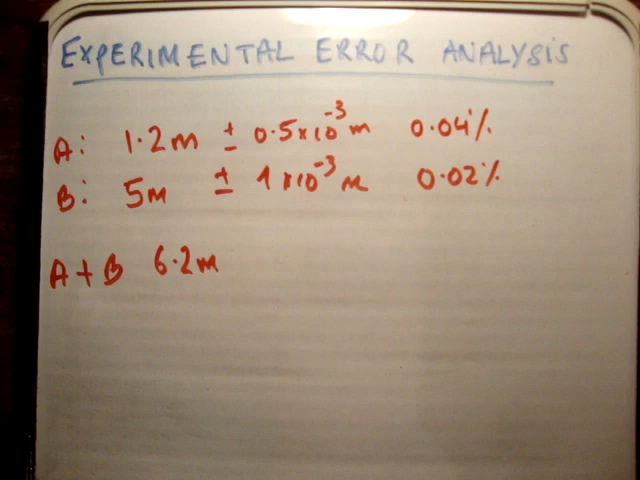 EXPERIMENTAL ERROR ANALYSIS
A: 1.2m ± 0.5×10⁻³m 0.04%
B: 5m ± 1×10⁻³m 0.02%
A+B 6.2m